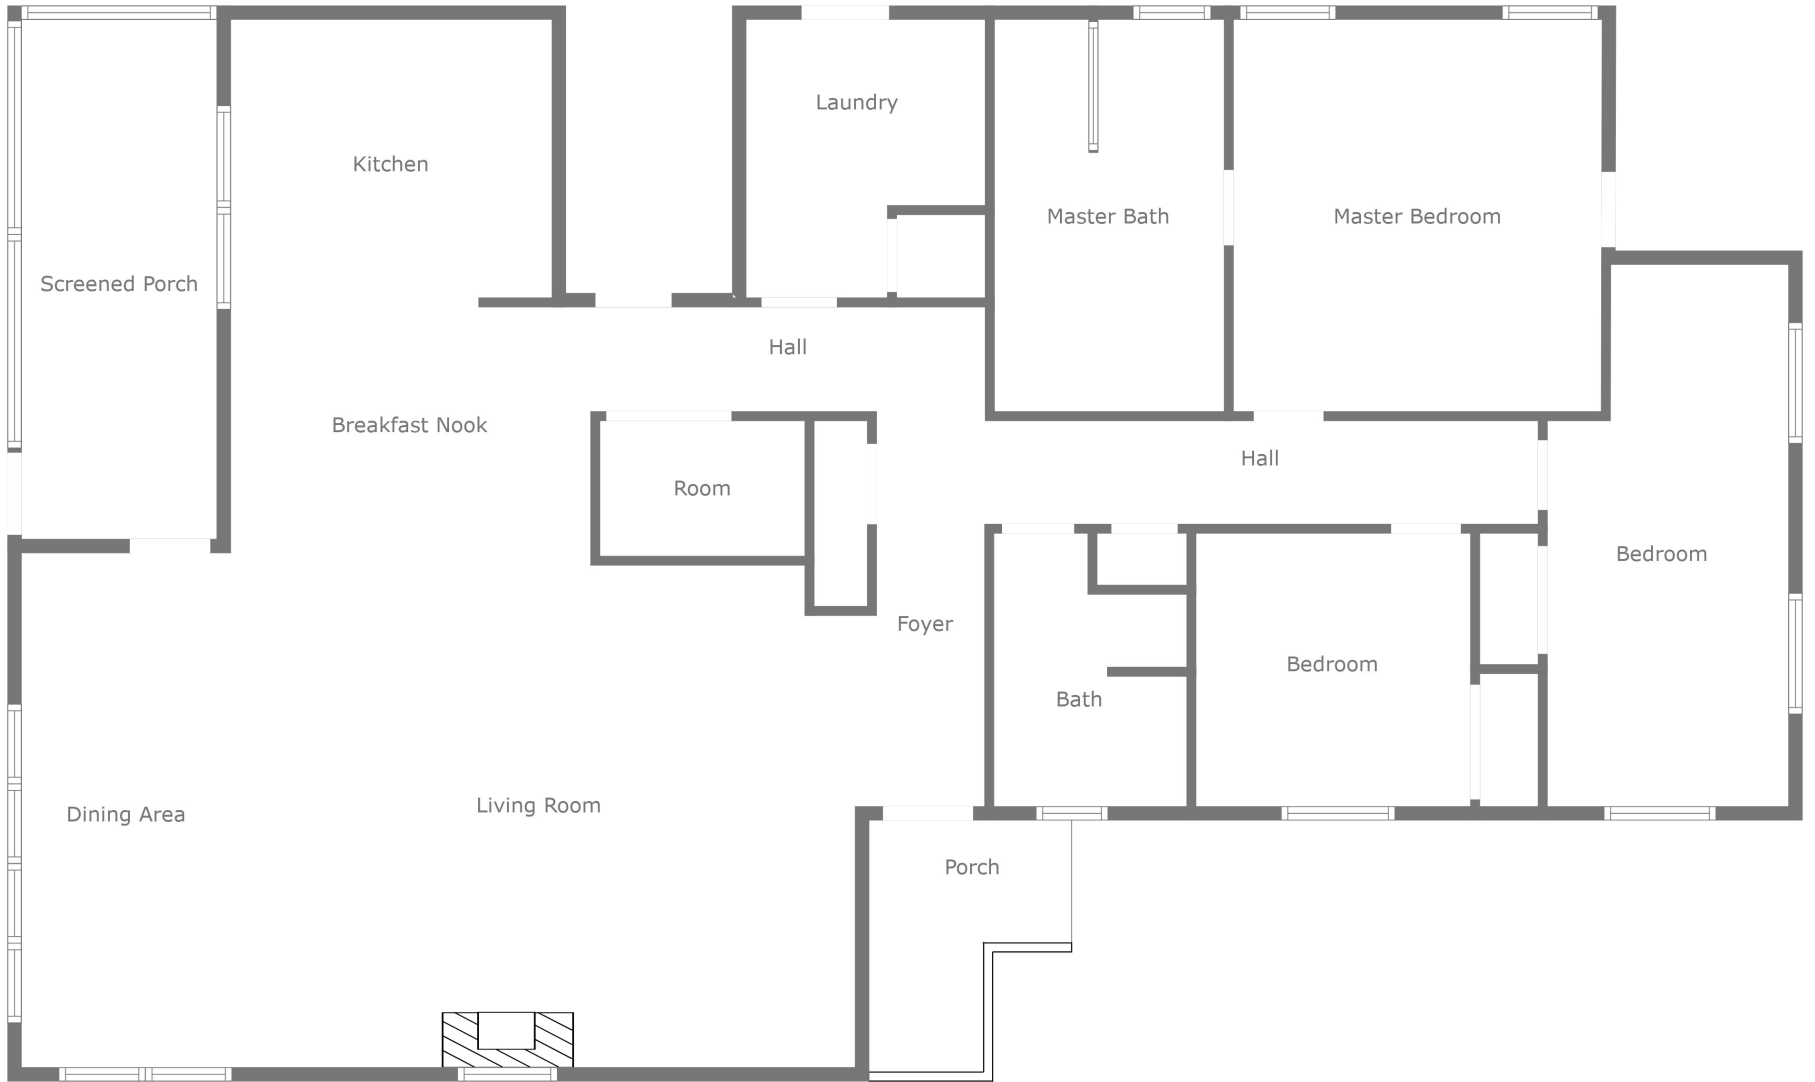 Laundry
Kitchen
Master Bath
Master Bedroom
Screened Porch
Hall
Breakfast Nook
Hall
Room
Bedroom
Foyer
Bedroom
Bath
Living Room
Dining Area
Porch